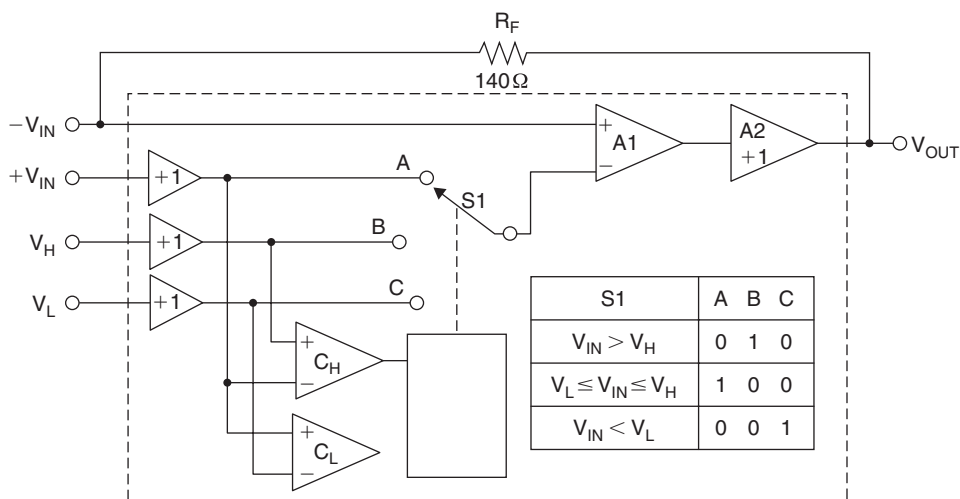 R_F
140Ω
−V_IN
+
A1
−
A2
+1
V_OUT
+V_IN
+1
A
S1
V_H
+1
B
V_L
+1
C
+
C_H
−
+
C_L
−
S1 A B C
V_IN > V_H 0 1 0
V_L ≤ V_IN ≤ V_H 1 0 0
V_IN < V_L 0 0 1